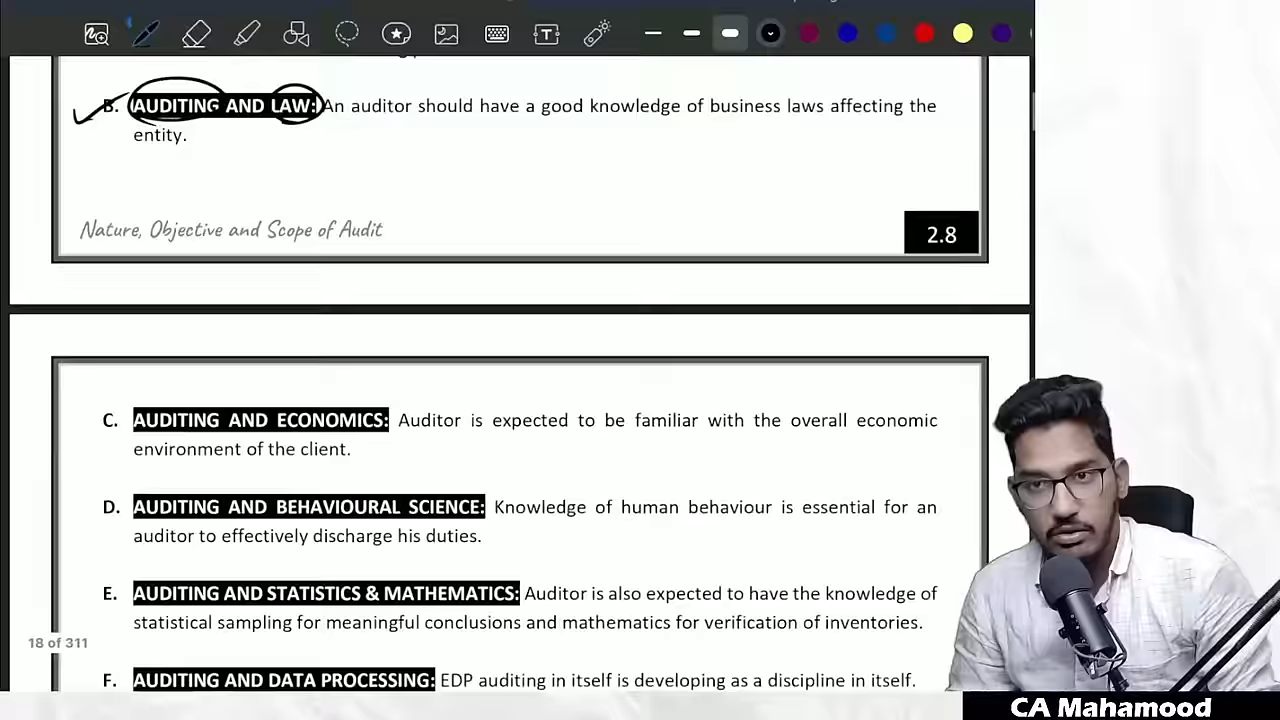 B. AUDITING AND LAW: An auditor should have a good knowledge of business laws affecting the
entity.
Nature, Objective and Scope of Audit
2.8
C. AUDITING AND ECONOMICS: Auditor is expected to be familiar with the overall economic
environment of the client.
D. AUDITING AND BEHAVIOURAL SCIENCE: Knowledge of human behaviour is essential for an
auditor to effectively discharge his duties.
E. AUDITING AND STATISTICS & MATHEMATICS: Auditor is also expected to have the knowledge of
statistical sampling for meaningful conclusions and mathematics for verification of inventories.
18 of 311
F. AUDITING AND DATA PROCESSING: EDP auditing in itself is developing as a discipline in itself.
CA Mahamood